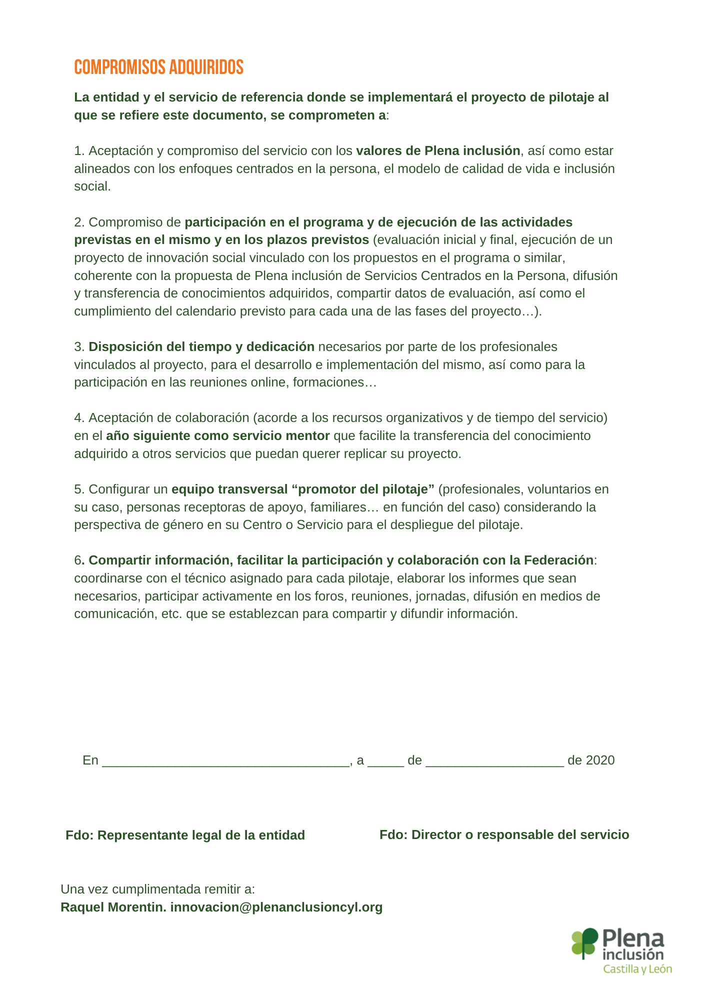 COMPROMISOS ADQUIRIDOS
La entidad y el servicio de referencia donde se implementará el proyecto de pilotaje al
que se refiere este documento, se comprometen a:
1. Aceptación y compromiso del servicio con los valores de Plena inclusión, así como estar
alineados con los enfoques centrados en la persona, el modelo de calidad de vida e inclusión
social.
2. Compromiso de participación en el programa y de ejecución de las actividades
previstas en el mismo y en los plazos previstos (evaluación inicial y final, ejecución de un
proyecto de innovación social vinculado con los propuestos en el programa o similar,
coherente con la propuesta de Plena inclusión de Servicios Centrados en la Persona, difusión
y transferencia de conocimientos adquiridos, compartir datos de evaluación, así como el
cumplimiento del calendario previsto para cada una de las fases del proyecto…).
3. Disposición del tiempo y dedicación necesarios por parte de los profesionales
vinculados al proyecto, para el desarrollo e implementación del mismo, así como para la
participación en las reuniones online, formaciones…
4. Aceptación de colaboración (acorde a los recursos organizativos y de tiempo del servicio)
en el año siguiente como servicio mentor que facilite la transferencia del conocimiento
adquirido a otros servicios que puedan querer replicar su proyecto.
5. Configurar un equipo transversal “promotor del pilotaje” (profesionales, voluntarios en
su caso, personas receptoras de apoyo, familiares… en función del caso) considerando la
perspectiva de género en su Centro o Servicio para el despliegue del pilotaje.
6. Compartir información, facilitar la participación y colaboración con la Federación:
coordinarse con el técnico asignado para cada pilotaje, elaborar los informes que sean
necesarios, participar activamente en los foros, reuniones, jornadas, difusión en medios de
comunicación, etc. que se establezcan para compartir y difundir información.
En __________________________________, a _____ de ___________________ de 2020
Fdo: Representante legal de la entidad
Fdo: Director o responsable del servicio
Una vez cumplimentada remitir a:
Raquel Morentin. innovacion@plenanclusioncyl.org
Plena
inclusión
Castilla y León